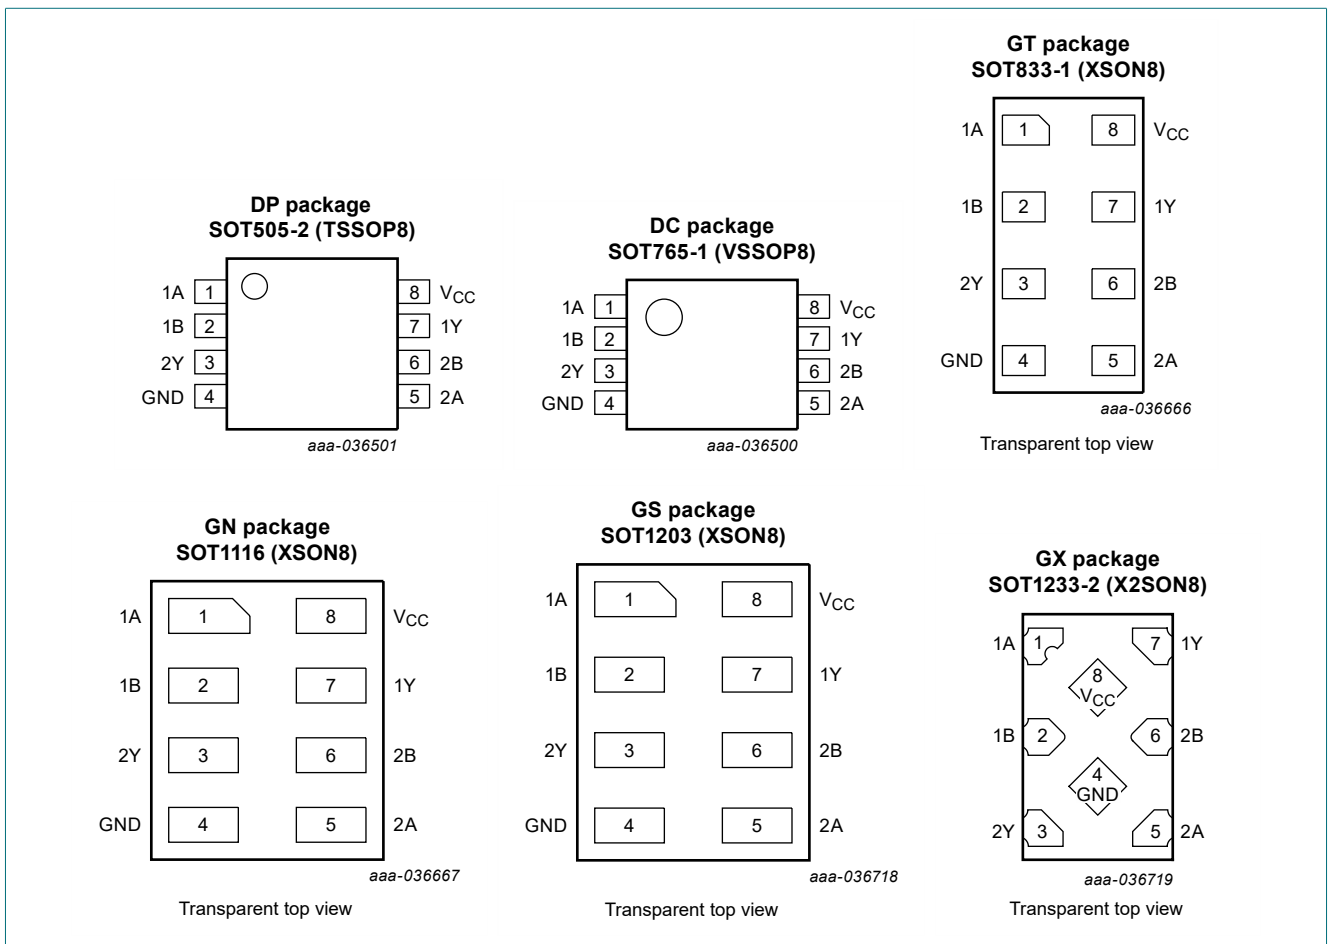 GT package
SOT833-1 (XSON8)
1A 1 8 VCC
1B 2 7 1Y
2Y 3 6 2B
GND 4 5 2A
aaa-036666
Transparent top view
DP package
SOT505-2 (TSSOP8)
1A 1 8 VCC
1B 2 7 1Y
2Y 3 6 2B
GND 4 5 2A
aaa-036501
DC package
SOT765-1 (VSSOP8)
1A 1 8 VCC
1B 2 7 1Y
2Y 3 6 2B
GND 4 5 2A
aaa-036500
GN package
SOT1116 (XSON8)
1A 1 8 VCC
1B 2 7 1Y
2Y 3 6 2B
GND 4 5 2A
aaa-036667
Transparent top view
GS package
SOT1203 (XSON8)
1A 1 8 VCC
1B 2 7 1Y
2Y 3 6 2B
GND 4 5 2A
aaa-036718
Transparent top view
GX package
SOT1233-2 (X2SON8)
1A 1 7 1Y
8
VCC
1B 2 6 2B
4
GND
2Y 3 5 2A
aaa-036719
Transparent top view